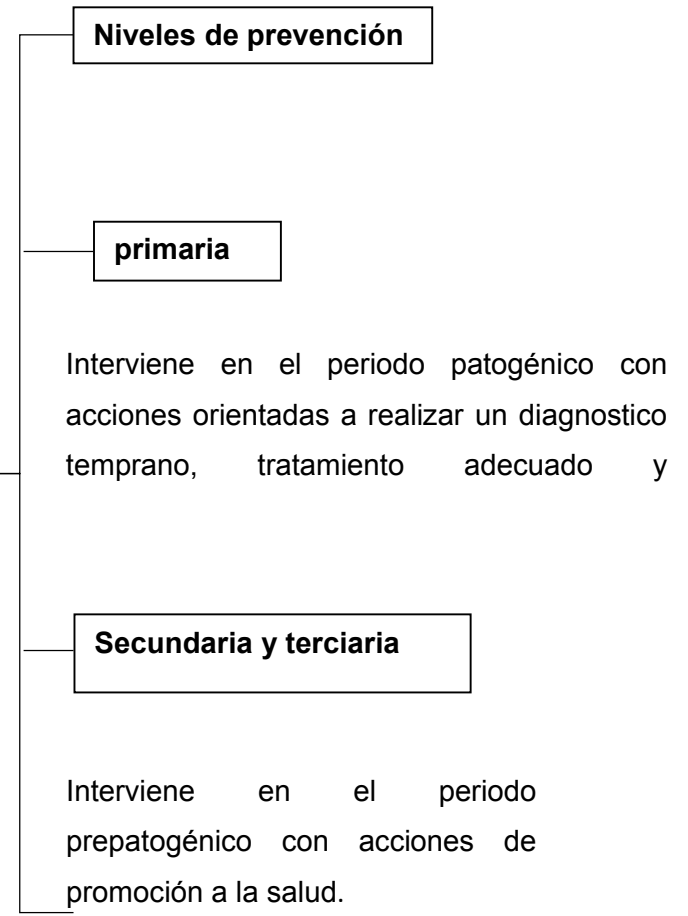 Niveles de prevención
primaria
Interviene en el periodo patogénico con
acciones orientadas a realizar un diagnostico
temprano, tratamiento adecuado y
Secundaria y terciaria
Interviene en el periodo
prepatogénico con acciones de
promoción a la salud.